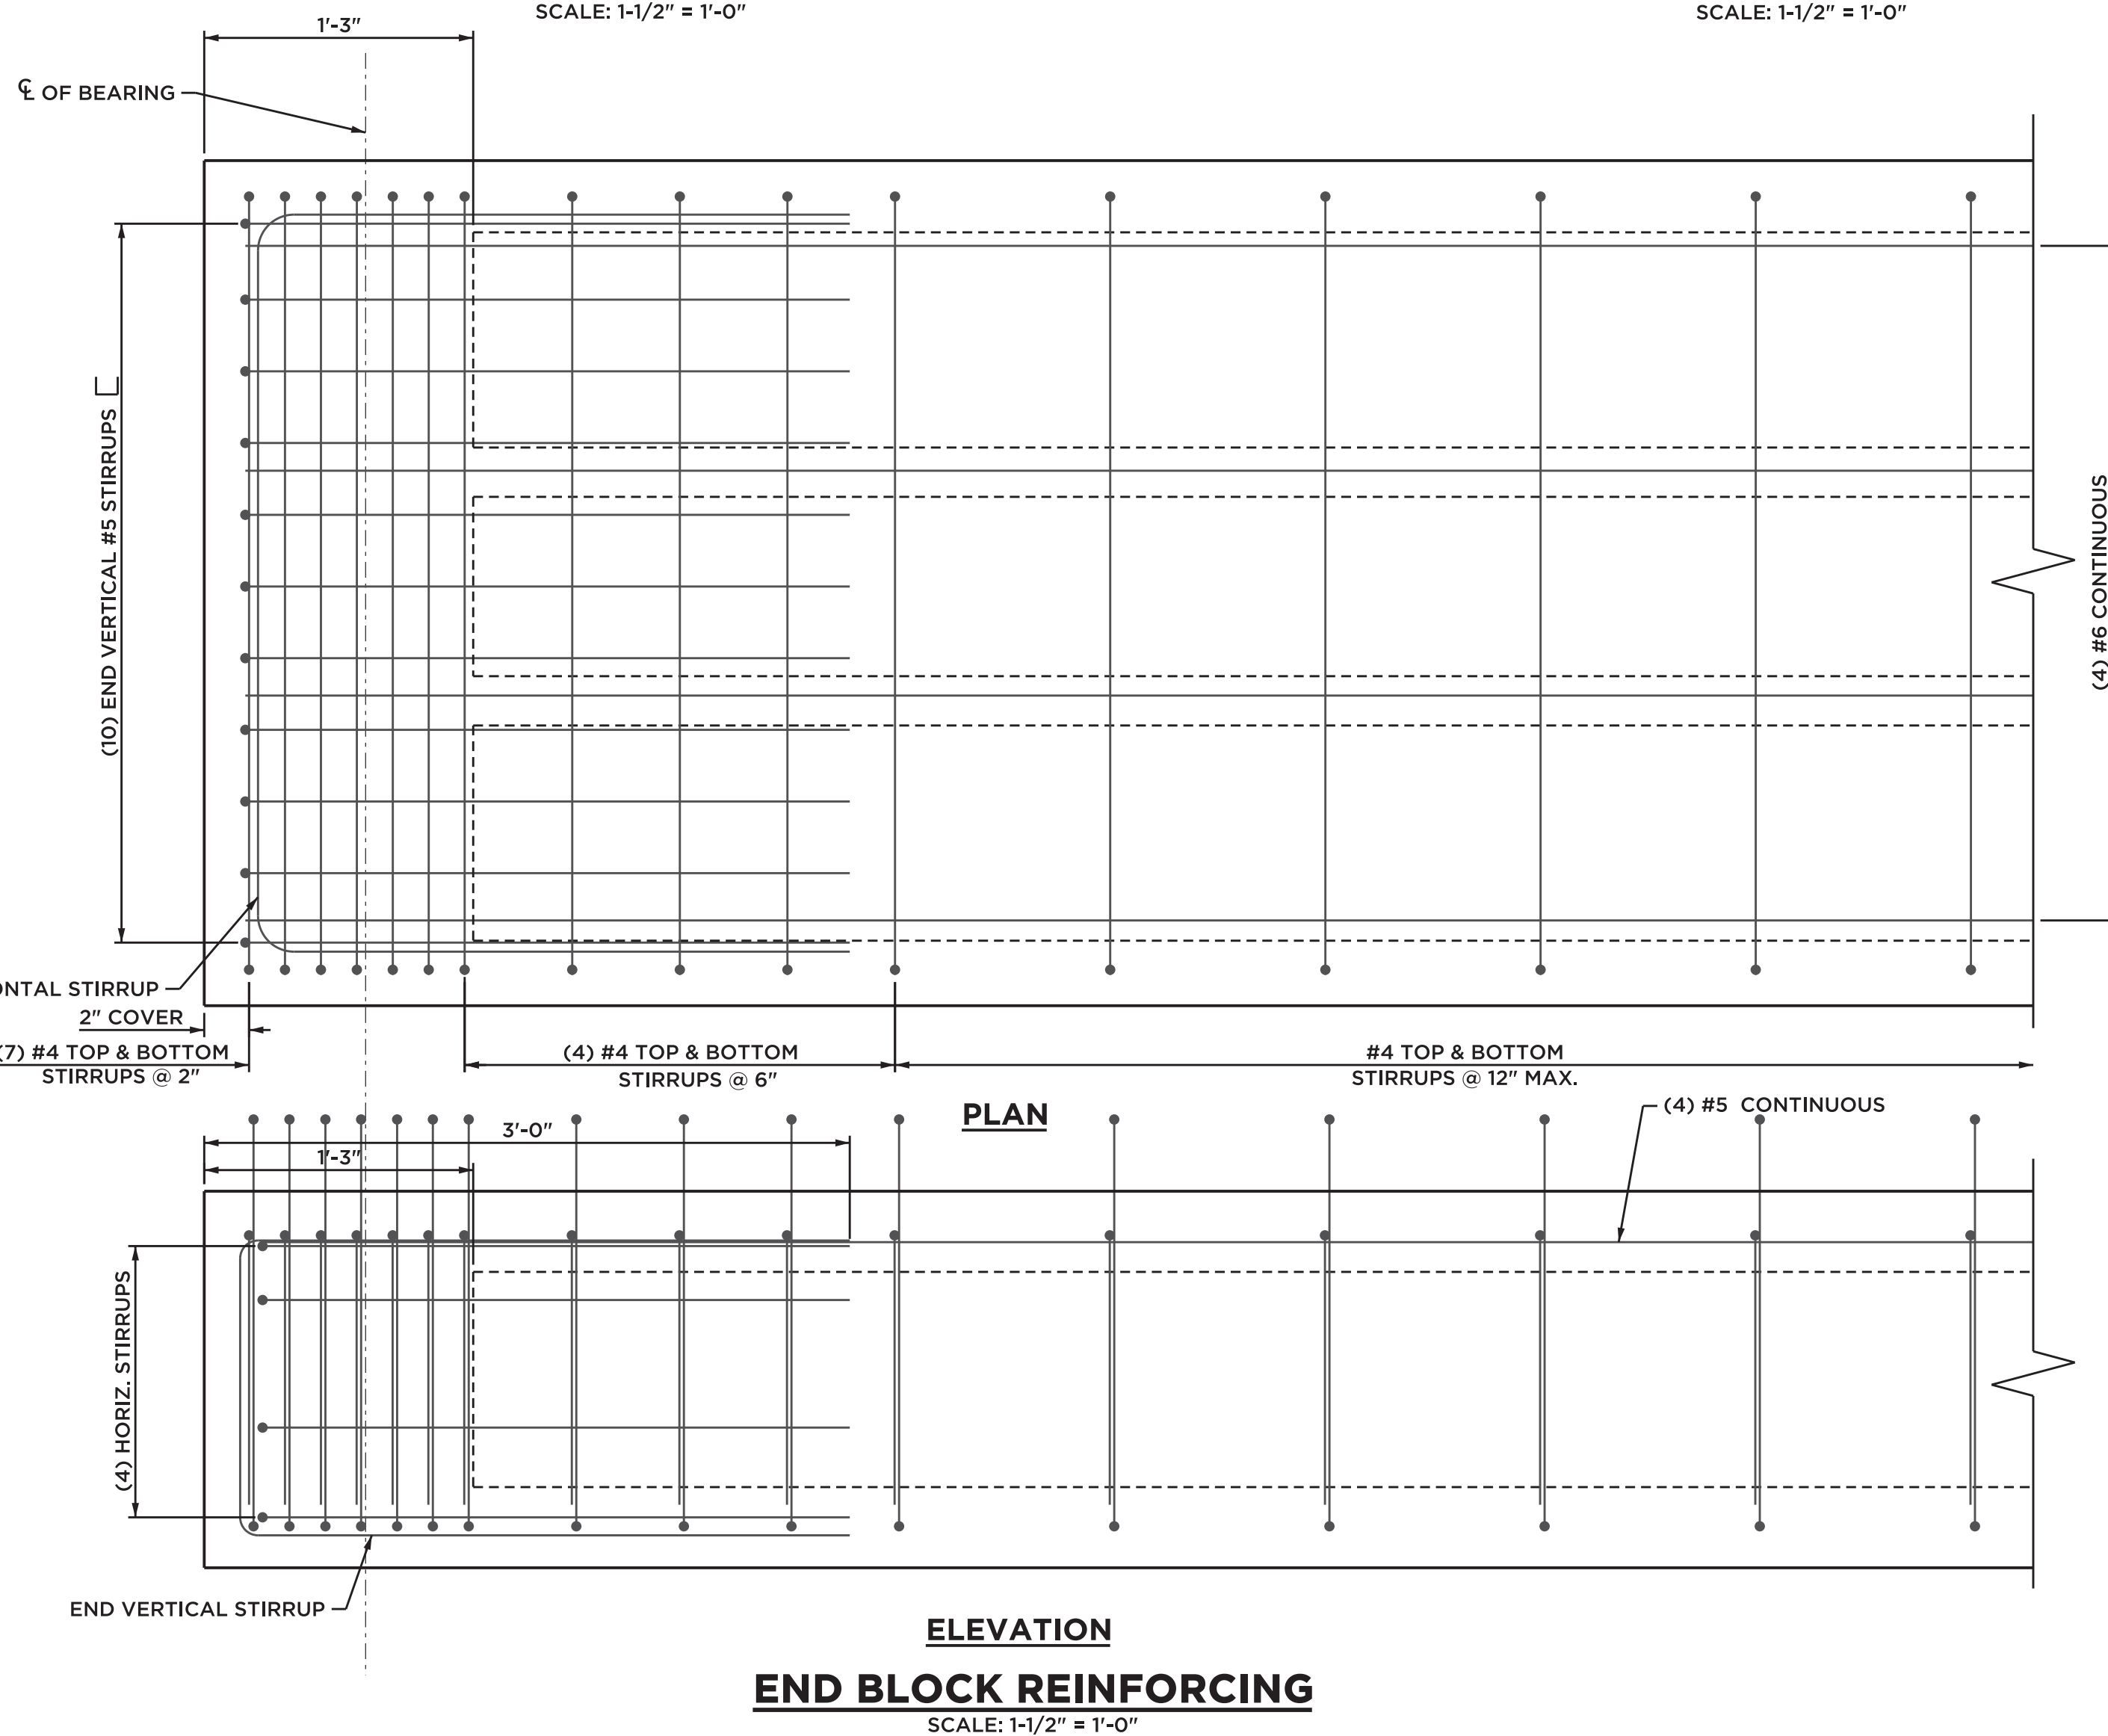 SCALE: 1-1/2" = 1'-0"
SCALE: 1-1/2" = 1'-0"
1'-3"
℄ OF BEARING
(10) END VERTICAL #5 STIRRUPS
(4) #6 CONTINUOUS
ONTAL STIRRUP
2" COVER
(7) #4 TOP & BOTTOM
STIRRUPS @ 2"
(4) #4 TOP & BOTTOM
STIRRUPS @ 6"
#4 TOP & BOTTOM
STIRRUPS @ 12" MAX.
PLAN
(4) #5 CONTINUOUS
3'-0"
1'-3"
(4) HORIZ. STIRRUPS
END VERTICAL STIRRUP
ELEVATION
END BLOCK REINFORCING
SCALE: 1-1/2" = 1'-0"